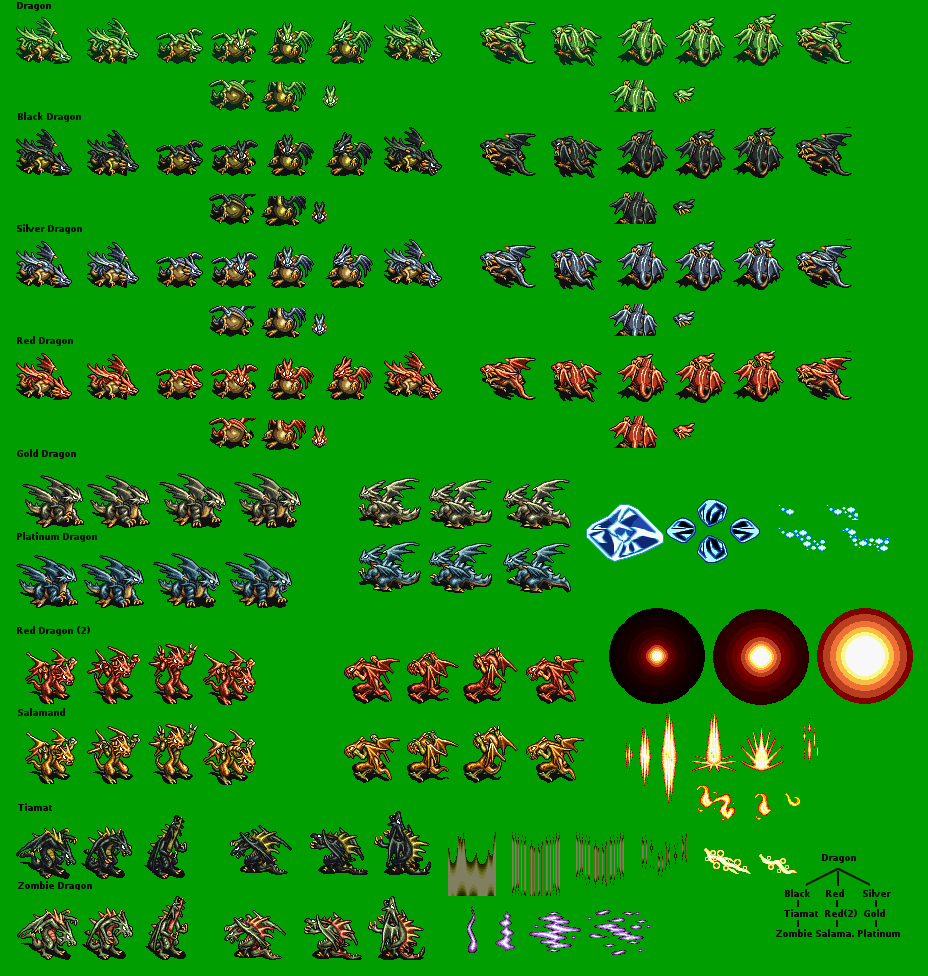 Dragon
Black Dragon
Silver Dragon
Red Dragon
Gold Dragon
Platinum Dragon
Red Dragon (2)
Salamand
Tiamat
Zombie Dragon
Dragon
Black Red Silver
Tiamat Red(2) Gold
Zombie Salama. Platinum